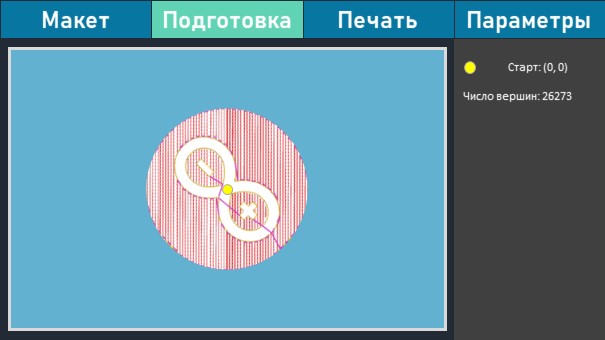 Макет
Подготовка
Печать
Параметры
Старт: (0, 0)
Число вершин: 26273